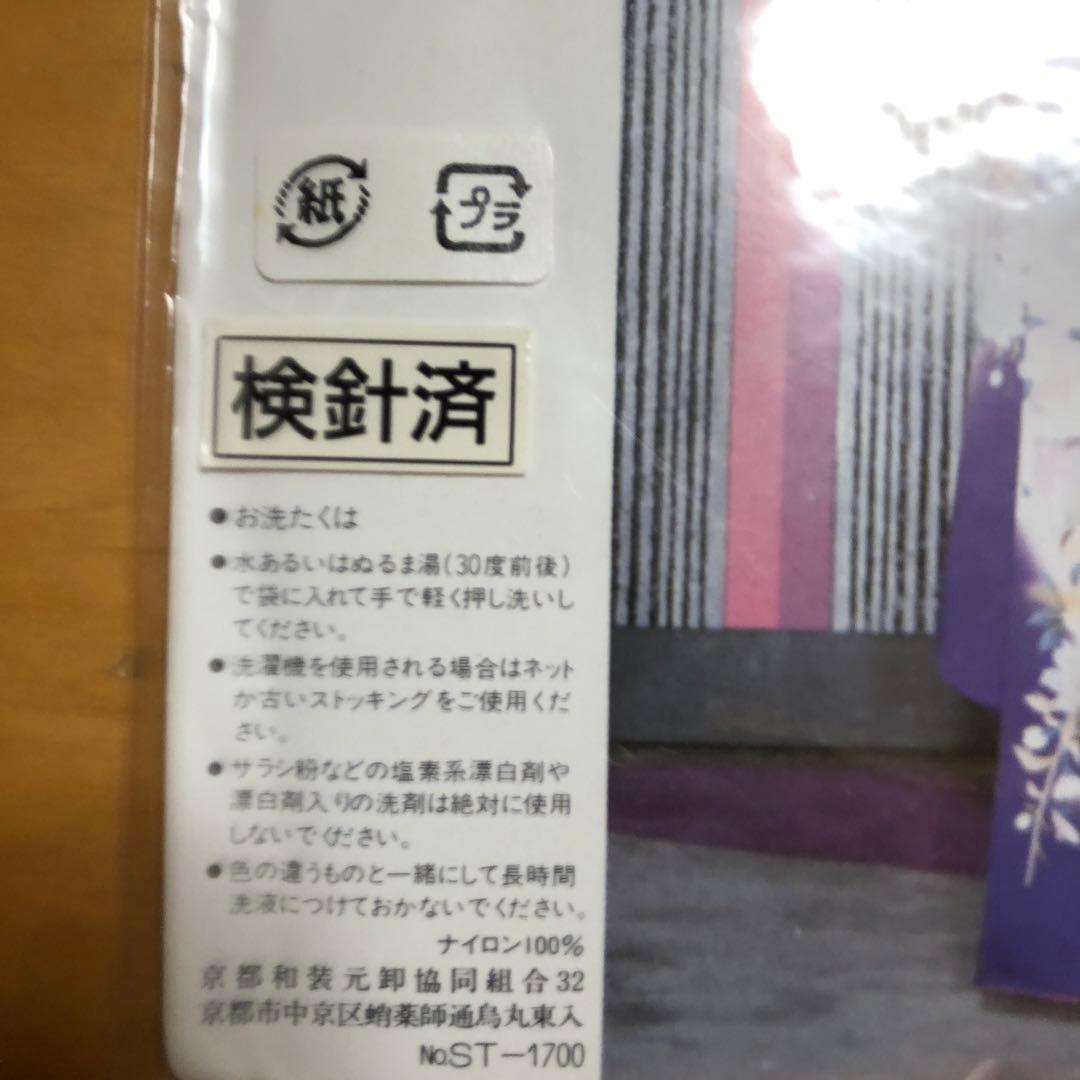 紙 プラ
検針済
●お洗たくは
●水あるいはぬるま湯(30度前後)
で袋に入れて手で軽く押し洗いし
てください。
●洗濯機を使用される場合はネット
か古いストッキングをご使用くだ
さい。
●サラシ粉などの塩素系漂白剤や
漂白剤入りの洗剤は絶対に使用
しないでください。
●色の違うものと一緒にして長時間
洗液につけておかないでください。
ナイロン100%
京都和装元卸協同組合32
京都市中京区蛸薬師通烏丸東入
No.ST-1700